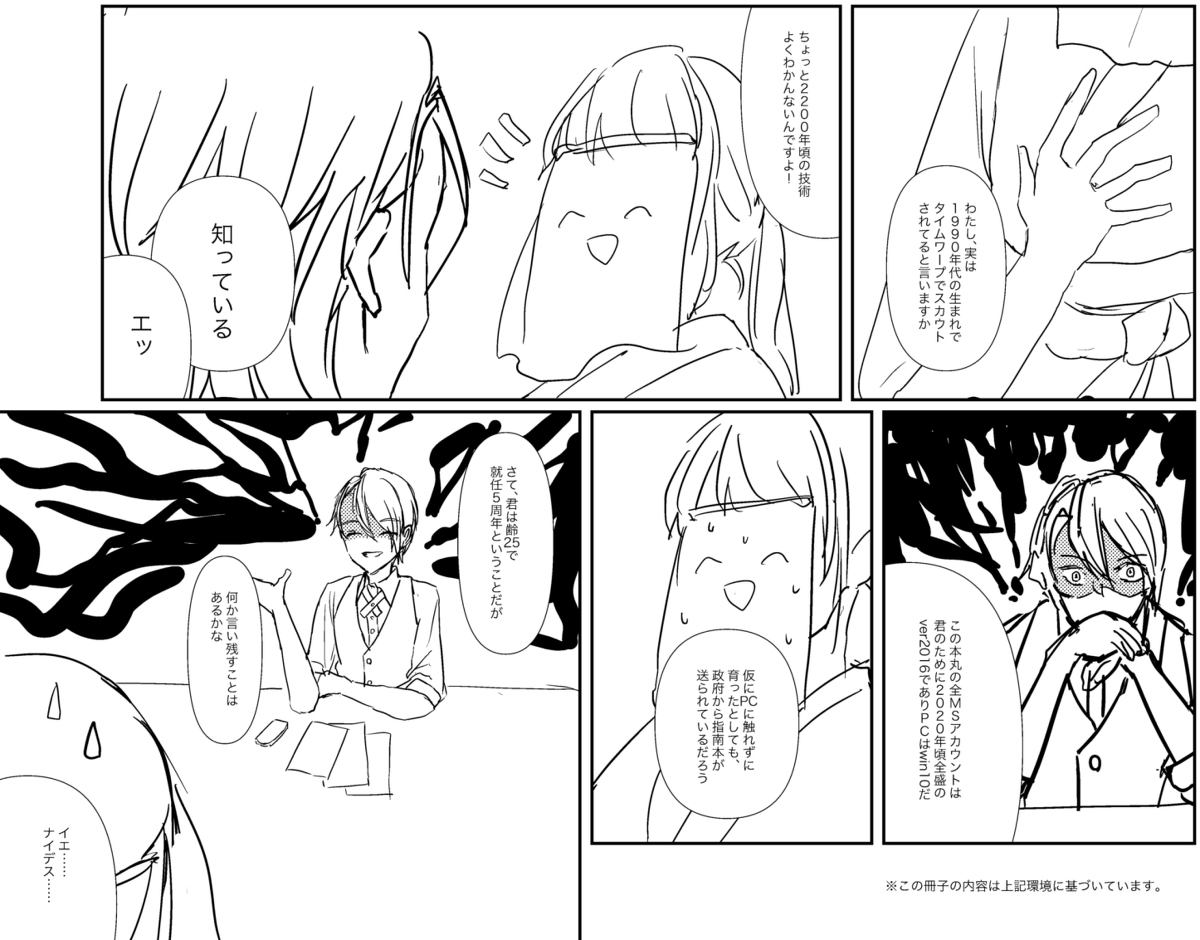 わたし、実は
1990年代の生まれで
タイムワープでスカウト
されてると言いますか
ちょっと2200年頃の技術
よくわかんないんですよ！
知っている
エッ
この本丸の全MSアカウントは
君のために2020年頃全盛の
ver2016でありPCはwin10だ
※この冊子の内容は上記環境に基づいています。
仮にPCに触れずに
育ったとしても、
政府から指南本が
送られているだろう
さて、君は齢25で
就任5周年ということだが
何か言い残すことは
あるかな
イエ……
ナイデス……